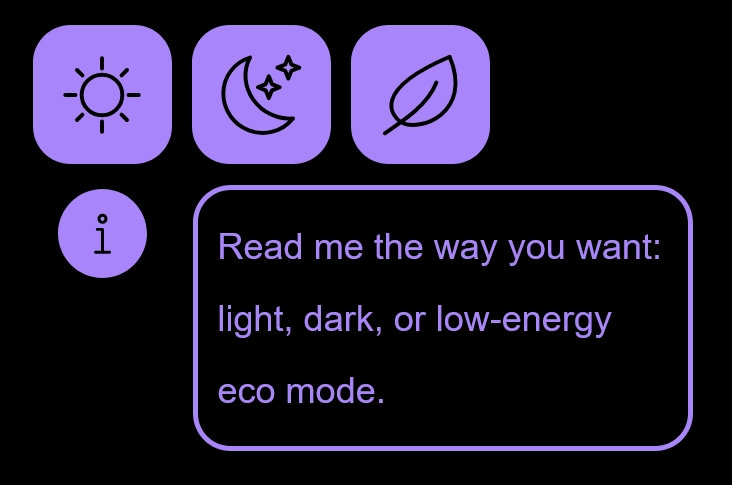 i
Read me the way you want:
light, dark, or low-energy
eco mode.